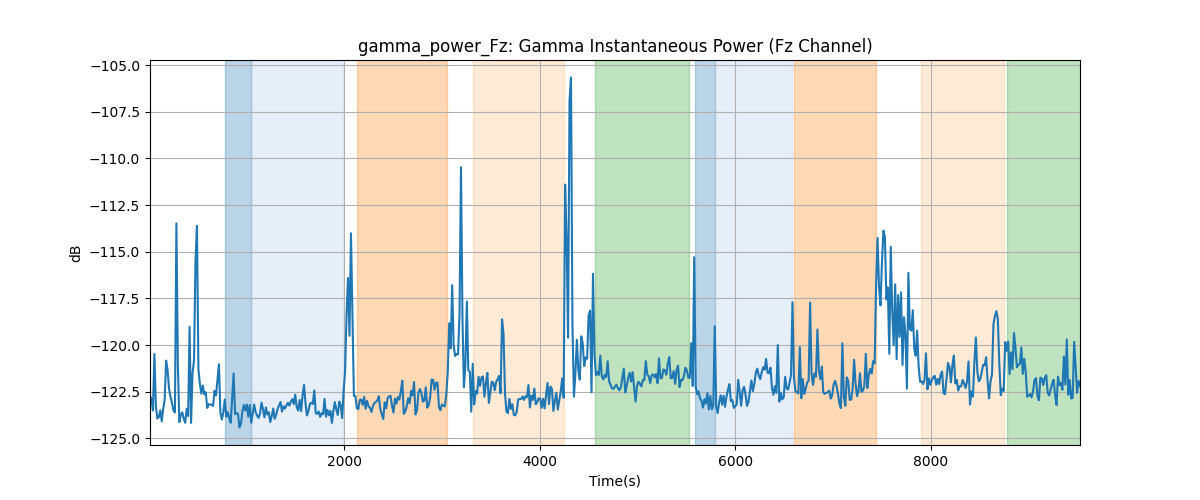 gamma_power_Fz: Gamma Instantaneous Power (Fz Channel)
−105.0
−107.5
−110.0
−112.5
−115.0
−117.5
−120.0
−122.5
−125.0
dB
2000 4000 6000 8000
Time(s)